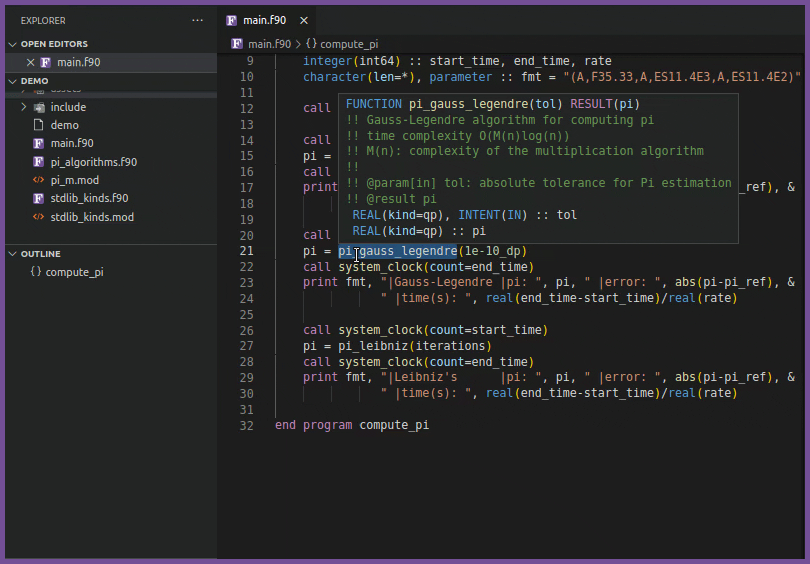 EXPLORER
OPEN EDITORS
main.f90
DEMO
include
demo
main.f90
pi_algorithms.f90
pi_m.mod
stdlib_kinds.f90
stdlib_kinds.mod
OUTLINE
{} compute_pi
main.f90
main.f90 > {} compute_pi
9 integer(int64) :: start_time, end_time, rate
10 character(len=*), parameter :: fmt = "(A,F35.33,A,ES11.4E3,A,ES11.4E2)"
11
12 call
13
14 call
15 pi =
16 call
17 print _ref), &
18
19
20 call
FUNCTION pi_gauss_legendre(tol) RESULT(pi)
!! Gauss-Legendre algorithm for computing pi
!! time complexity O(M(n)log(n))
!! M(n): complexity of the multiplication algorithm
!!
!! @param[in] tol: absolute tolerance for Pi estimation
!! @result pi
REAL(kind=qp), INTENT(IN) :: tol
REAL(kind=qp) :: pi
21 pi = pi_gauss_legendre(1e-10_dp)
22 call system_clock(count=end_time)
23 print fmt, "|Gauss-Legendre |pi: ", pi, " |error: ", abs(pi-pi_ref), &
24 " |time(s): ", real(end_time-start_time)/real(rate)
25
26 call system_clock(count=start_time)
27 pi = pi_leibniz(iterations)
28 call system_clock(count=end_time)
29 print fmt, "|Leibniz's |pi: ", pi, " |error: ", abs(pi-pi_ref), &
30 " |time(s): ", real(end_time-start_time)/real(rate)
31
32 end program compute_pi